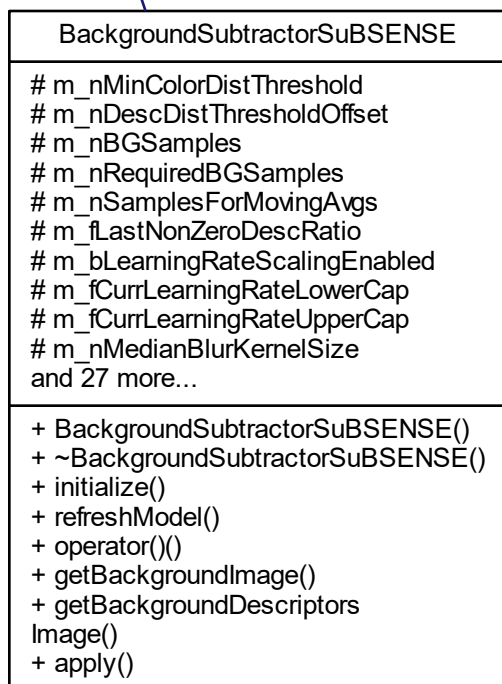 BackgroundSubtractorSuBSENSE
# m_nMinColorDistThreshold
# m_nDescDistThresholdOffset
# m_nBGSamples
# m_nRequiredBGSamples
# m_nSamplesForMovingAvgs
# m_fLastNonZeroDescRatio
# m_bLearningRateScalingEnabled
# m_fCurrLearningRateLowerCap
# m_fCurrLearningRateUpperCap
# m_nMedianBlurKernelSize
and 27 more...
+ BackgroundSubtractorSuBSENSE()
+ ~BackgroundSubtractorSuBSENSE()
+ initialize()
+ refreshModel()
+ operator()()
+ getBackgroundImage()
+ getBackgroundDescriptors
Image()
+ apply()